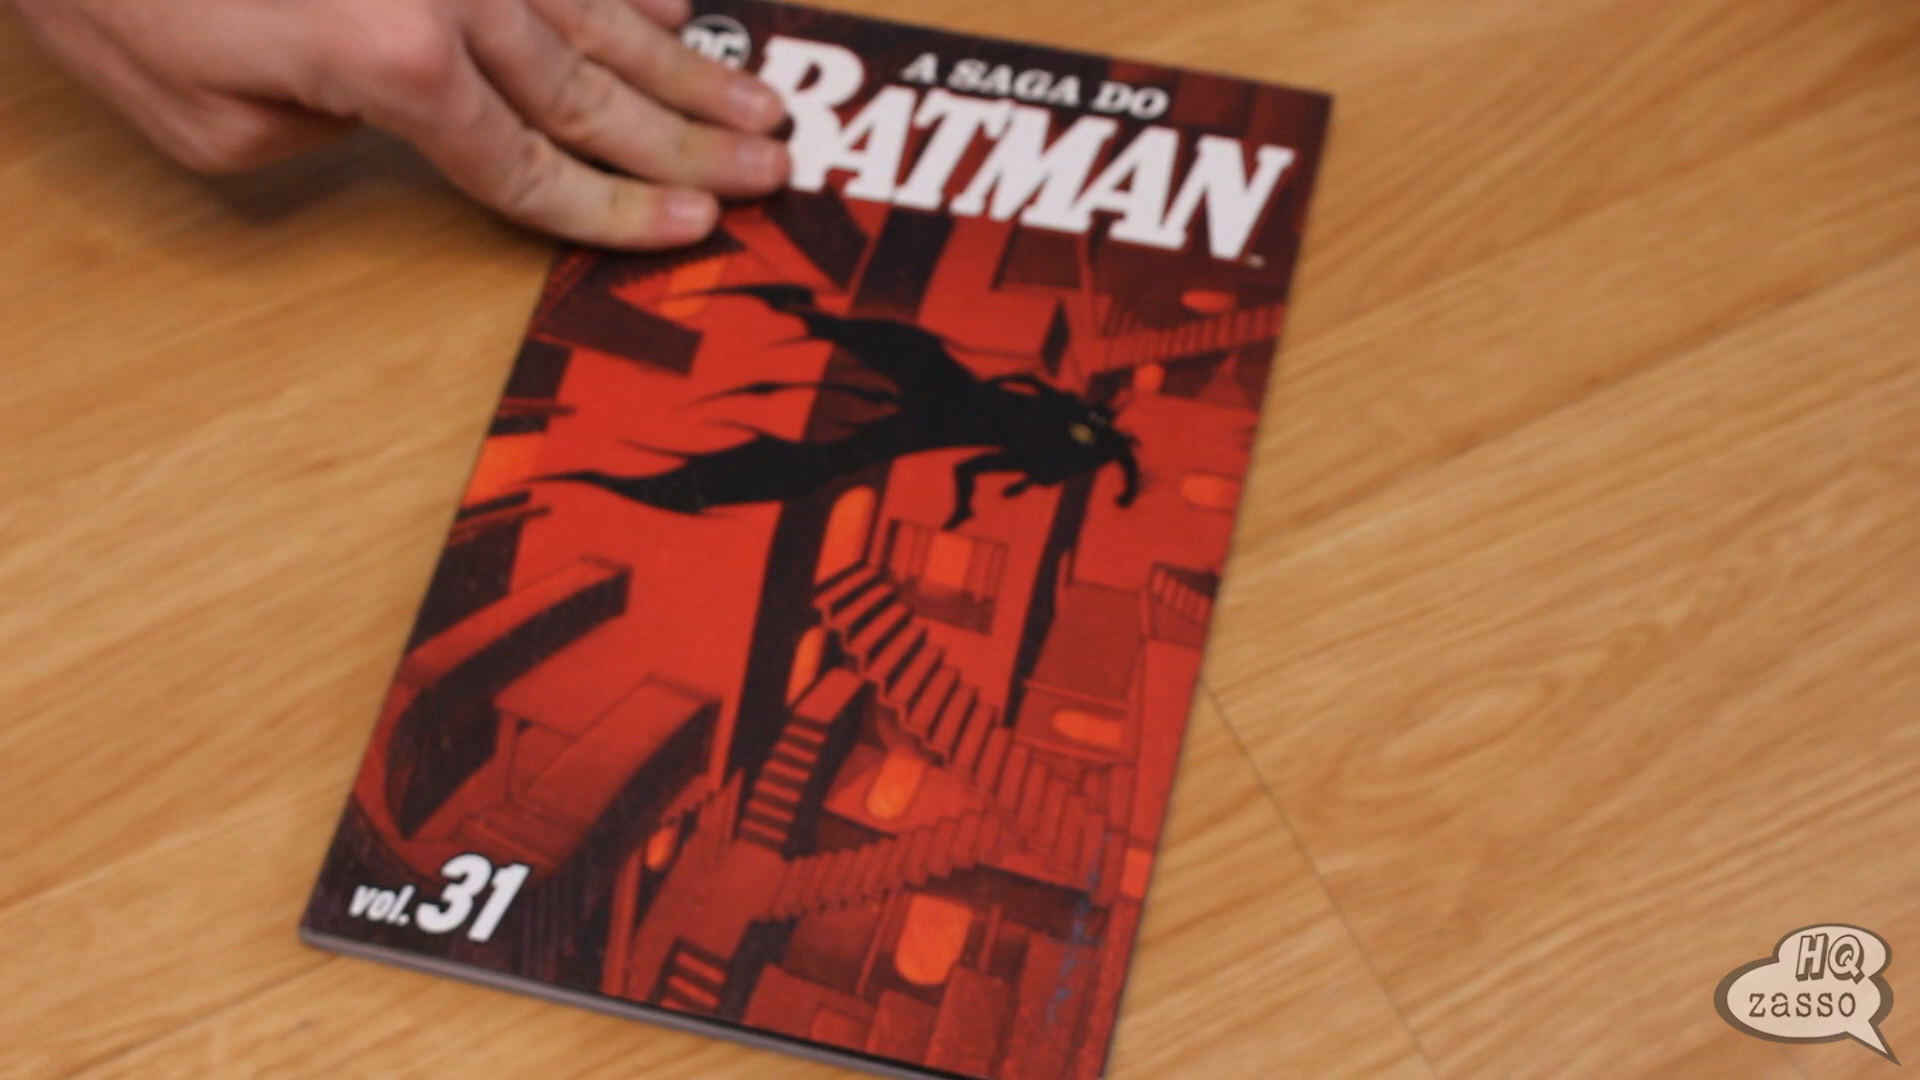 DC
A SAGA DO
BATMAN
vol. 31
HQ
zasso